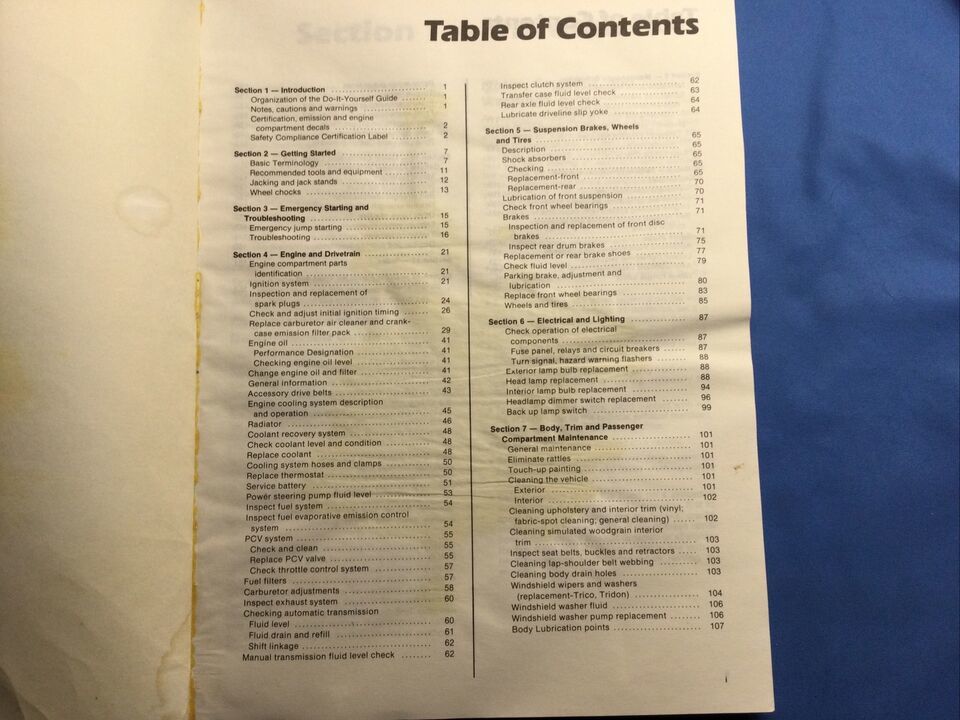 Table of Contents
Section 1 — Introduction 1
Organization of the Do-It-Yourself Guide 1
Notes, cautions and warnings 1
Certification, emission and engine
compartment decals 2
Safety Compliance Certification Label 2
Section 2 — Getting Started 7
Basic Terminology 7
Recommended tools and equipment 11
Jacking and jack stands 12
Wheel chocks 13
Section 3 — Emergency Starting and
Troubleshooting 15
Emergency jump starting 15
Troubleshooting 16
Section 4 — Engine and Drivetrain 21
Engine compartment parts
identification 21
Ignition system 21
Inspection and replacement of
spark plugs 24
Check and adjust initial ignition timing 26
Replace carburetor air cleaner and crank-
case emission filter pack 29
Engine oil 41
Performance Designation 41
Checking engine oil level 41
Change engine oil and filter 41
General information 42
Accessory drive belts 43
Engine cooling system description
and operation 45
Radiator 46
Coolant recovery system 48
Check coolant level and condition 48
Replace coolant 48
Cooling system hoses and clamps 50
Replace thermostat 50
Service battery 51
Power steering pump fluid level 53
Inspect fuel system 54
Inspect fuel evaporative emission control
system 54
PCV system 55
Check and clean 55
Replace PCV valve 55
Check throttle control system 57
Fuel filters 57
Carburetor adjustments 58
Inspect exhaust system 60
Checking automatic transmission
Fluid level 60
Fluid drain and refill 61
Shift linkage 62
Manual transmission fluid level check 62
Inspect clutch system 62
Transfer case fluid level check 63
Rear axle fluid level check 64
Lubricate driveline slip yoke 64
Section 5 — Suspension Brakes, Wheels
and Tires 65
Description 65
Shock absorbers 65
Checking 65
Replacement-front 65
Replacement-rear 70
Lubrication of front suspension 70
Check front wheel bearings 71
Brakes 71
Inspection and replacement of front disc
brakes 71
Inspect rear drum brakes 75
Replacement or rear brake shoes 77
Check fluid level 79
Parking brake, adjustment and
lubrication 80
Replace front wheel bearings 83
Wheels and tires 85
Section 6 — Electrical and Lighting 87
Check operation of electrical
components 87
Fuse panel, relays and circuit breakers 87
Turn signal, hazard warning flashers 88
Exterior lamp bulb replacement 88
Head lamp replacement 88
Interior lamp bulb replacement 94
Headlamp dimmer switch replacement 96
Back up lamp switch 99
Section 7 — Body, Trim and Passenger
Compartment Maintenance 101
General maintenance 101
Eliminate rattles 101
Touch-up painting 101
Cleaning the vehicle 101
Exterior 101
Interior 102
Cleaning upholstery and interior trim (vinyl;
fabric-spot cleaning; general cleaning) 102
Cleaning simulated woodgrain interior
trim 103
Inspect seat belts, buckles and retractors 103
Cleaning lap-shoulder belt webbing 103
Cleaning body drain holes 103
Windshield wipers and washers
(replacement-Trico, Tridon) 104
Windshield washer fluid 106
Windshield washer pump replacement 106
Body Lubrication points 107
i